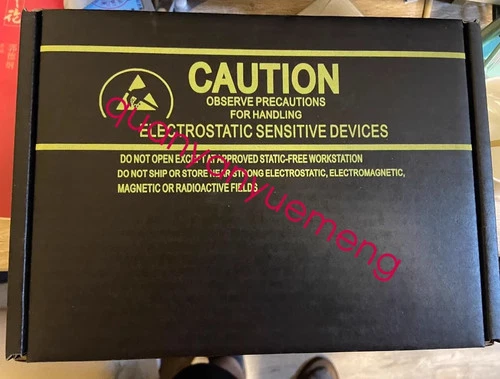 CAUTION
OBSERVE PRECAUTIONS
FOR HANDLING
ELECTROSTATIC SENSITIVE DEVICES
DO NOT OPEN EXCEPT AT APPROVED STATIC-FREE WORKSTATION
DO NOT SHIP OR STORE NEAR STRONG ELECTROSTATIC, ELECTROMAGNETIC,
MAGNETIC OR RADIOACTIVE FIELDS
quanyanyuemeng